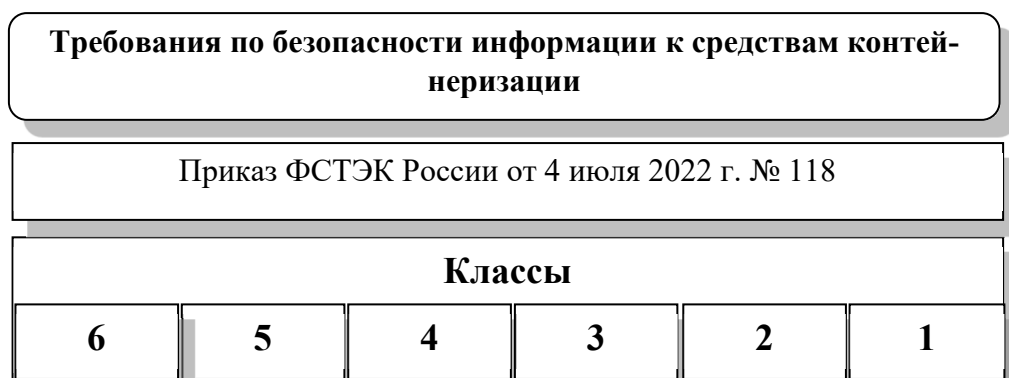 Требования по безопасности информации к средствам контей-
неризации
Приказ ФСТЭК России от 4 июля 2022 г. № 118
Классы
6 5 4 3 2 1